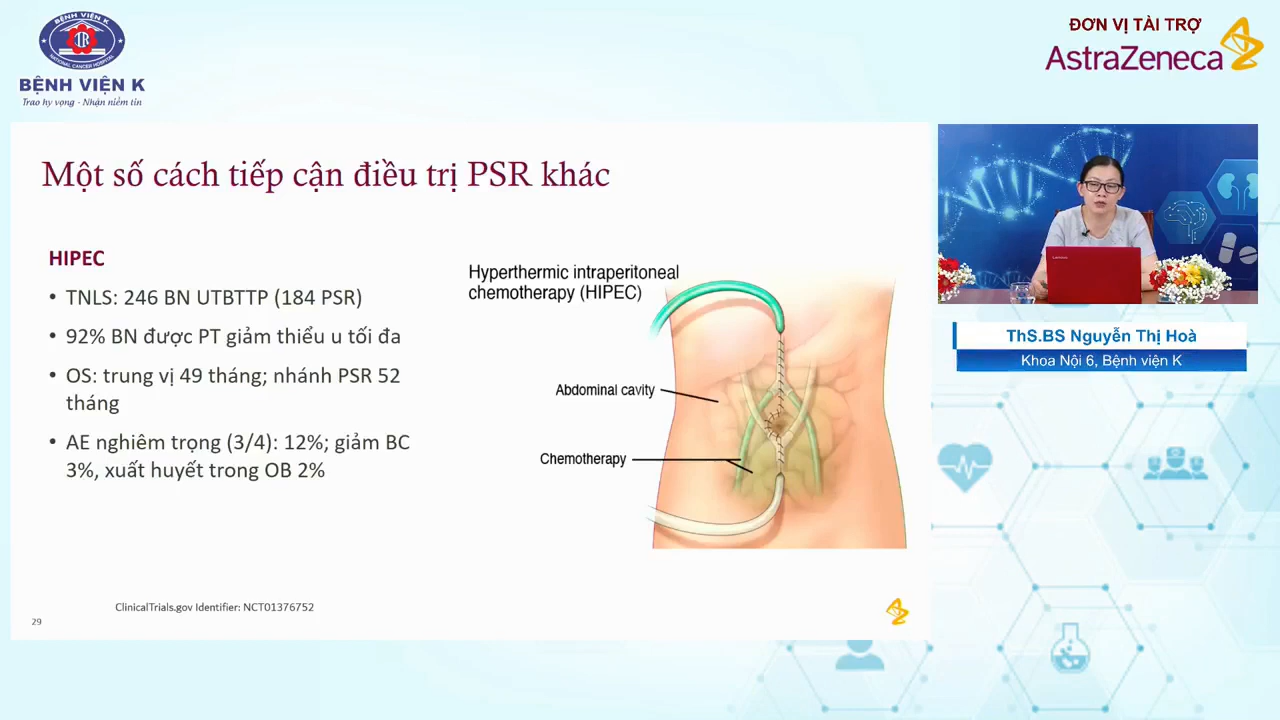 BỆNH VIỆN K
Trao hy vọng - Nhận niềm tin
ĐƠN VỊ TÀI TRỢ
AstraZeneca
Một số cách tiếp cận điều trị PSR khác
HIPEC
• TNLS: 246 BN UTBTTP (184 PSR)
• 92% BN được PT giảm thiểu u tối đa
• OS: trung vị 49 tháng; nhánh PSR 52
tháng
• AE nghiêm trọng (3/4): 12%; giảm BC
3%, xuất huyết trong OB 2%
Hyperthermic intraperitoneal
chemotherapy (HIPEC)
Abdominal cavity
Chemotherapy
ClinicalTrials.gov Identifier: NCT01376752
29
ThS.BS Nguyễn Thị Hoà
Khoa Nội 6, Bệnh viện K